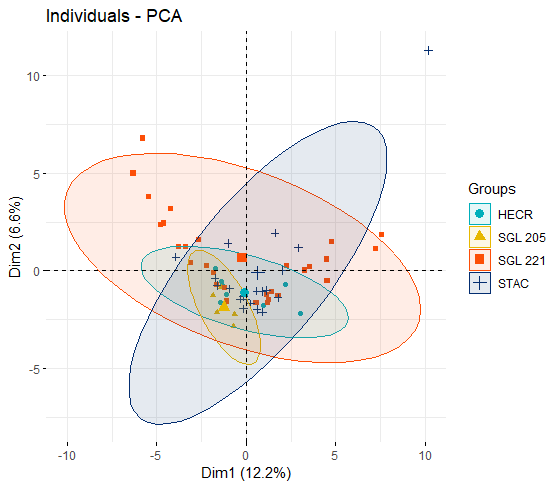 Individuals - PCA
10
5
0
-5
-10
-5
0
5
10
Dim2 (6.6%)
Dim1 (12.2%)
Groups
HECR
SGL 205
SGL 221
STAC